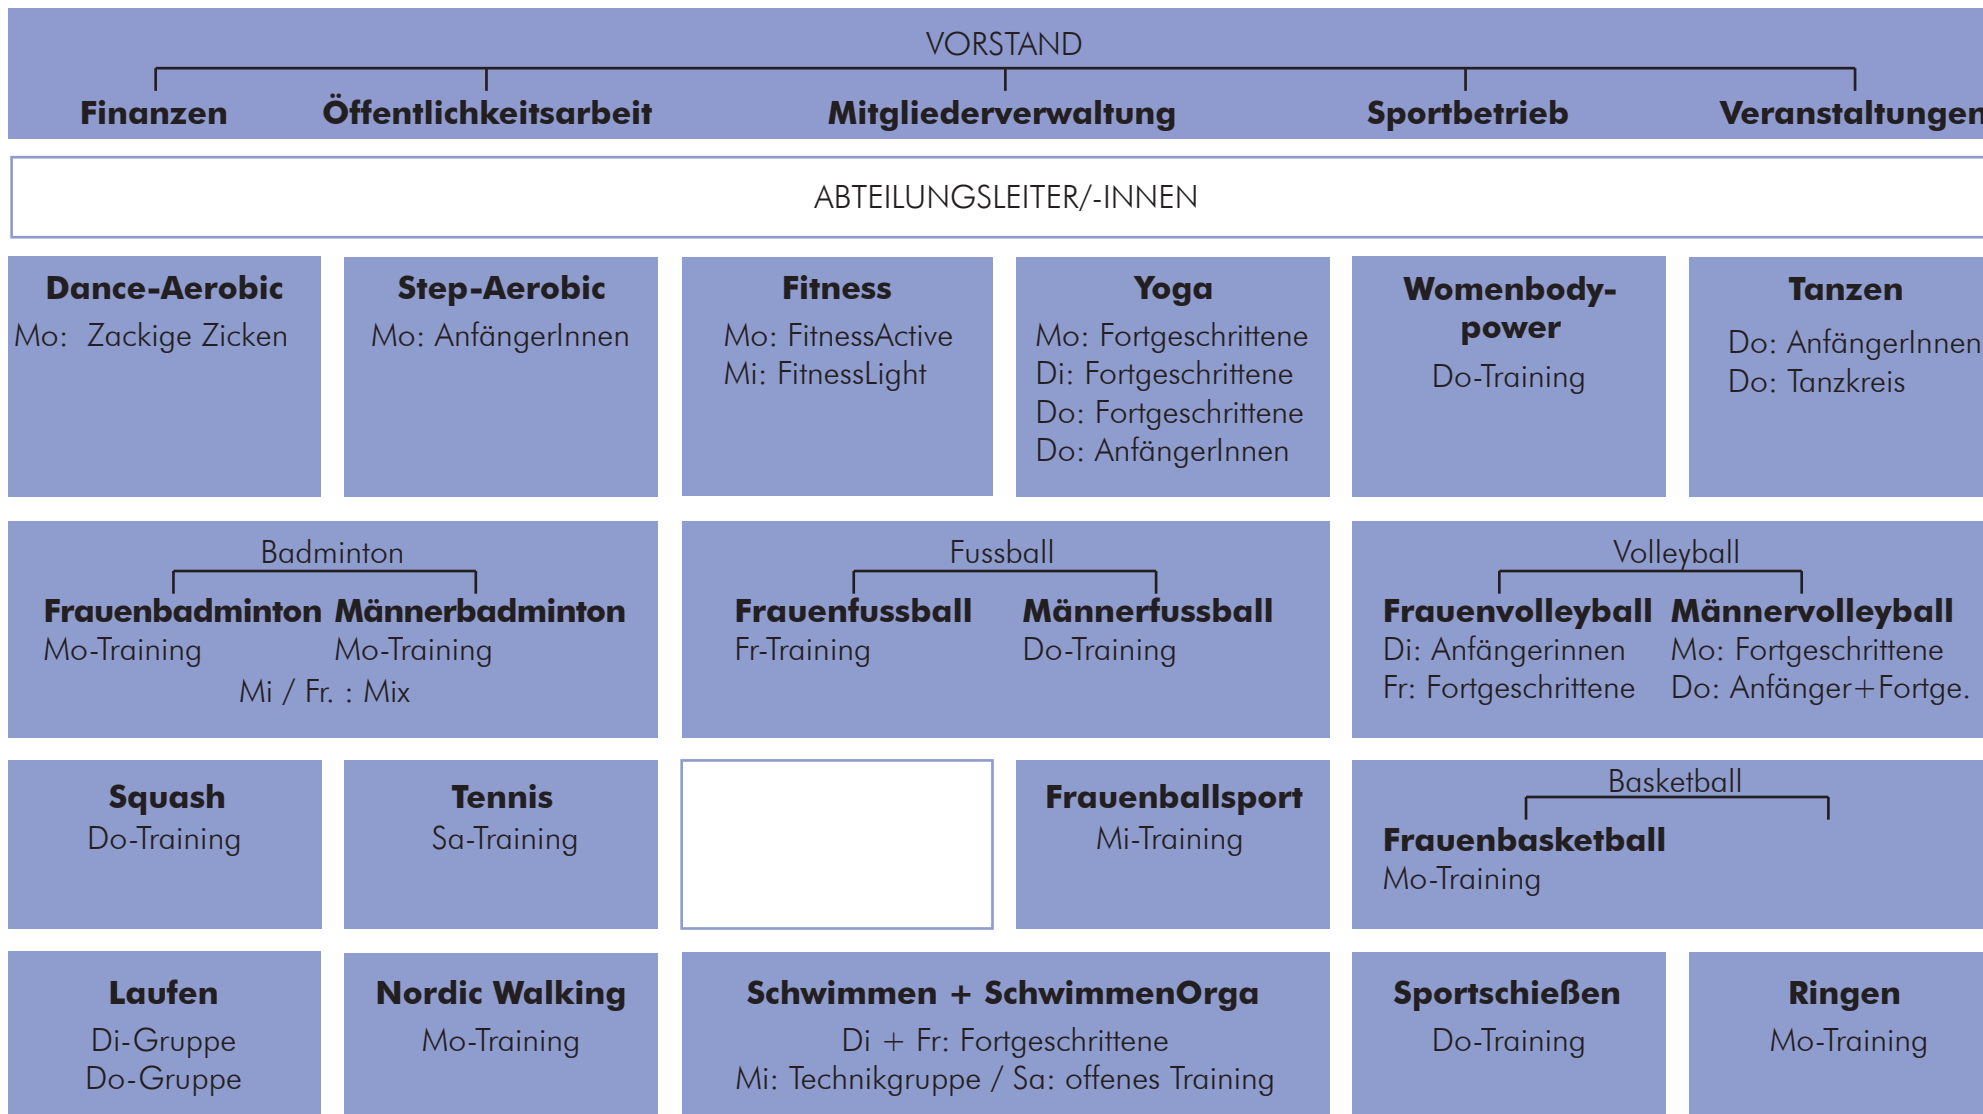 VORSTAND
Finanzen Öffentlichkeitsarbeit Mitgliederverwaltung Sportbetrieb Veranstaltungen
ABTEILUNGSLEITER/-INNEN
Dance-Aerobic
Mo: Zackige Zicken
Step-Aerobic
Mo: AnfängerInnen
Fitness
Mo: FitnessActive
Mi: FitnessLight
Yoga
Mo: Fortgeschrittene
Di: Fortgeschrittene
Do: Fortgeschrittene
Do: AnfängerInnen
Womenbody-
power
Do-Training
Tanzen
Do: AnfängerInnen
Do: Tanzkreis
Badminton
Frauenbadminton Männerbadminton
Mo-Training Mo-Training
Mi / Fr. : Mix
Fussball
Frauenfussball Männerfussball
Fr-Training Do-Training
Volleyball
Frauenvolleyball Männervolleyball
Di: Anfängerinnen Mo: Fortgeschrittene
Fr: Fortgeschrittene Do: Anfänger+Fortge.
Squash
Do-Training
Tennis
Sa-Training
Frauenballsport
Mi-Training
Basketball
Frauenbasketball
Mo-Training
Laufen
Di-Gruppe
Do-Gruppe
Nordic Walking
Mo-Training
Schwimmen + SchwimmenOrga
Di + Fr: Fortgeschrittene
Mi: Technikgruppe / Sa: offenes Training
Sportschießen
Do-Training
Ringen
Mo-Training